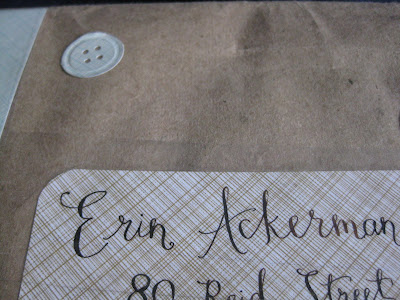 Erin Ackerman
80 Reid Street